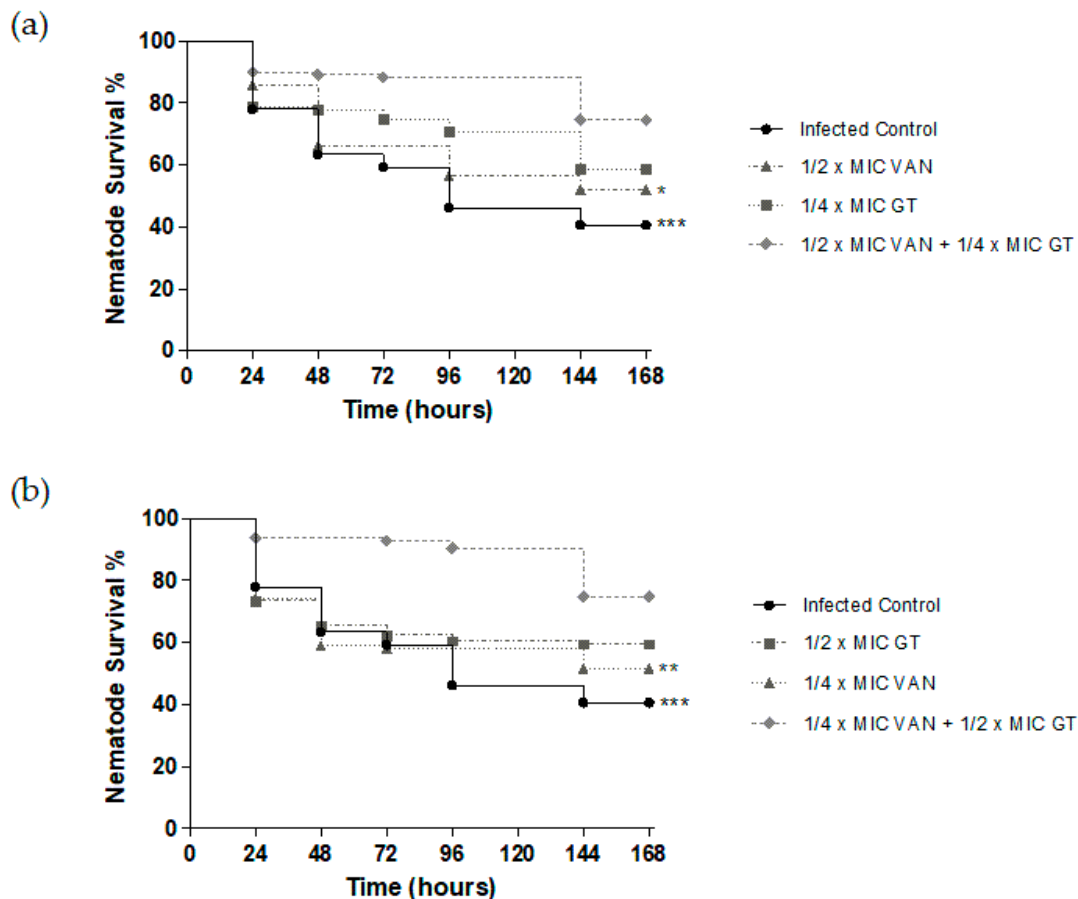 (a)
100
80
60
40
20
0
Nematode Survival %
*
***
0 24 48 72 96 120 144 168
Time (hours)
Infected Control
1/2 x MIC VAN
1/4 x MIC GT
1/2 x MIC VAN + 1/4 x MIC GT
(b)
100
80
60
40
20
0
Nematode Survival %
**
***
0 24 48 72 96 120 144 168
Time (hours)
Infected Control
1/2 x MIC GT
1/4 x MIC VAN
1/4 x MIC VAN + 1/2 x MIC GT